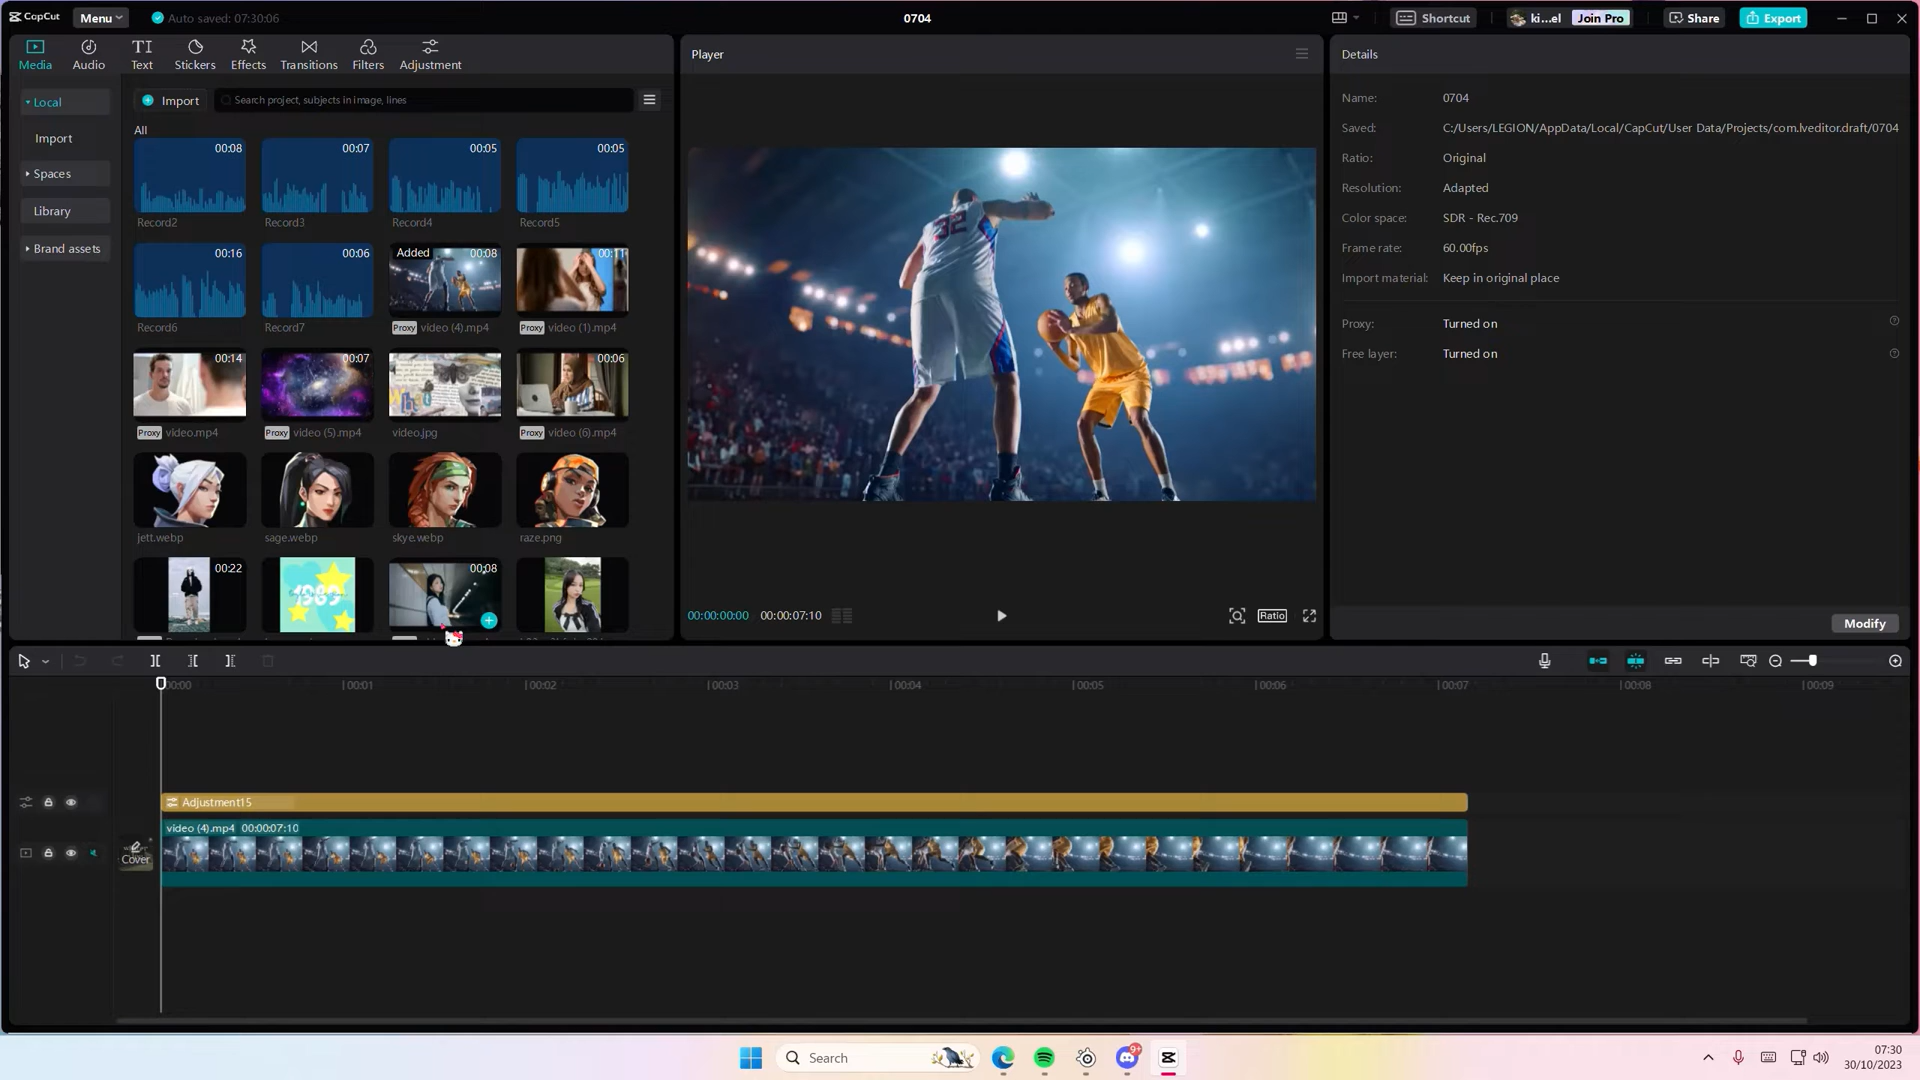 CapCut
Menu
Auto saved: 07:30:06
0704
Shortcut
ki...el
Join Pro
Share
Export
Media
Audio
TI
Text
Stickers
Effects
Transitions
Filters
Adjustment
Player
Details
Local
Import
Spaces
Library
Brand assets
Import
Search project, subjects in image, lines
All
00:08
00:07
00:05
00:05
Record2
Record3
Record4
Record5
00:16
00:06
Added
00:08
00:11
Record6
Record7
Proxy video (4).mp4
Proxy video (1).mp4
00:14
00:07
00:06
Proxy video.mp4
Proxy video (5).mp4
video.jpg
Proxy video (6).mp4
jett.webp
sage.webp
skye.webp
raze.png
00:22
1989
00:08
32
00:00:00:00
00:00:07:10
Ratio
Name: 0704
Saved: C:/Users/LEGION/AppData/Local/CapCut/User Data/Projects/com.lveditor.draft/0704
Ratio: Original
Resolution: Adapted
Color space: SDR - Rec.709
Frame rate: 60.00fps
Import material: Keep in original place
Proxy: Turned on
Free layer: Turned on
Modify
00:00
00:01
00:02
00:03
00:04
00:05
00:06
00:07
00:08
00:09
Adjustment15
video (4).mp4 00:00:07:10
Cover
Search
9+
07:30
30/10/2023